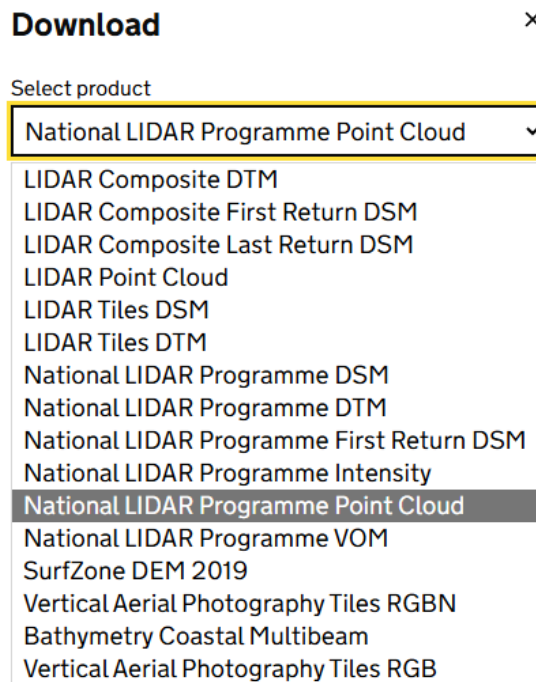 Download
Select product
National LIDAR Programme Point Cloud
LIDAR Composite DTM
LIDAR Composite First Return DSM
LIDAR Composite Last Return DSM
LIDAR Point Cloud
LIDAR Tiles DSM
LIDAR Tiles DTM
National LIDAR Programme DSM
National LIDAR Programme DTM
National LIDAR Programme First Return DSM
National LIDAR Programme Intensity
National LIDAR Programme Point Cloud
National LIDAR Programme VOM
SurfZone DEM 2019
Vertical Aerial Photography Tiles RGBN
Bathymetry Coastal Multibeam
Vertical Aerial Photography Tiles RGB